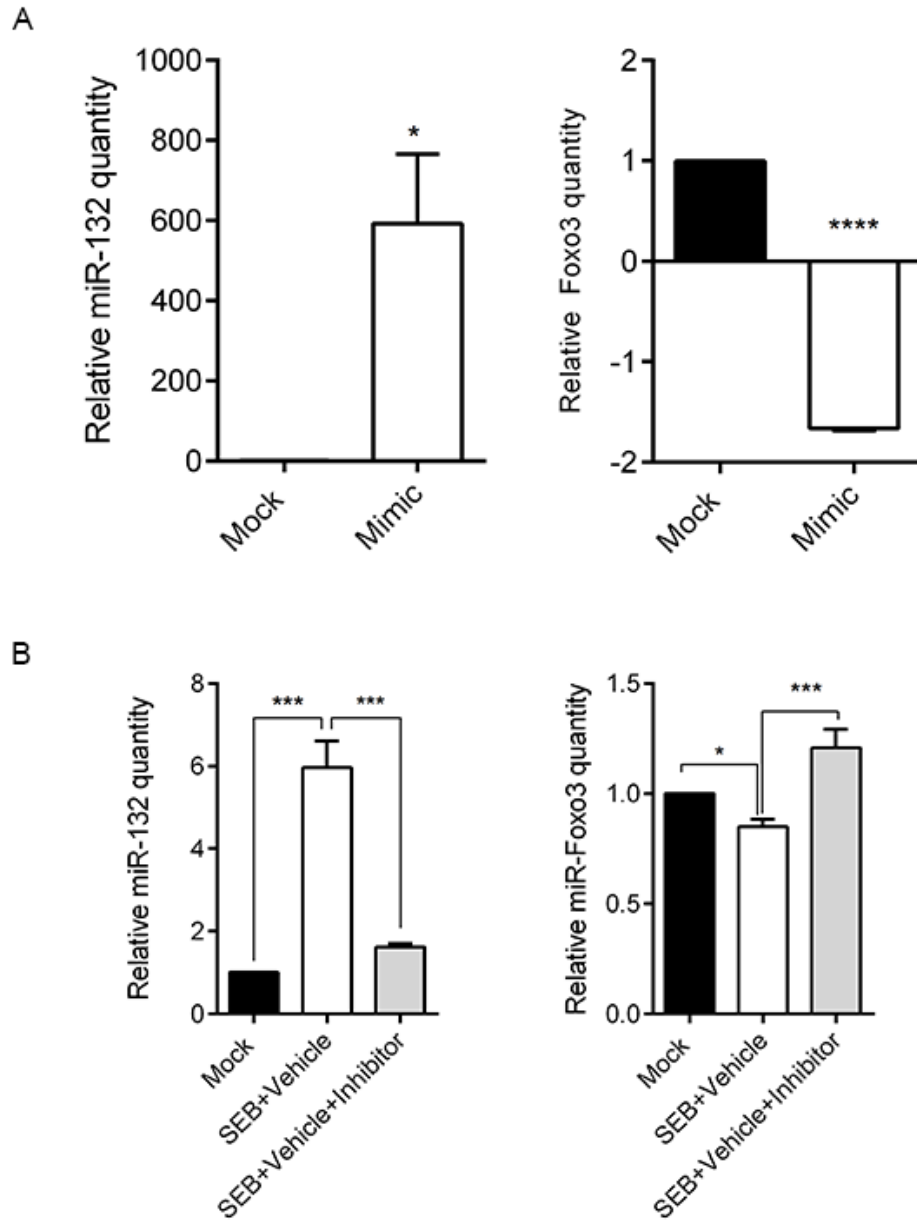 A
Relative miR-132 quantity
1000
800
600
400
200
0
*
Mock
Mimic
Relative Foxo3 quantity
2
1
0
-1
-2
****
Mock
Mimic
B
Relative miR-132 quantity
8
6
4
2
0
***
***
Mock
SEB+Vehicle
SEB+Vehicle+Inhibitor
Relative miR-Foxo3 quantity
1.5
1.0
0.5
0.0
*
***
Mock
SEB+Vehicle
SEB+Vehicle+Inhibitor